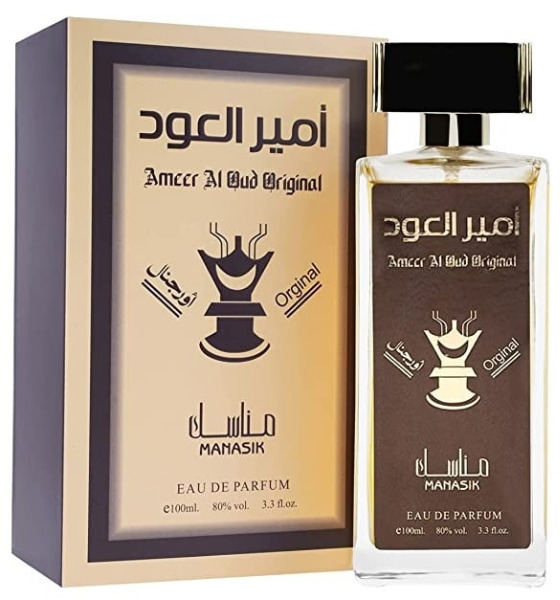 أمير العود
Ameer Al Oud Original
أورجنال
Orginal
مناسك
MANASIK
EAU DE PARFUM
e100ml. 80% vol. 3.3 fl.oz.
أمير العود
Ameer Al Oud Original
أورجنال
Orginal
مناسك
MANASIK
EAU DE PARFUM
e100ml. 80% vol. 3.3 fl.oz.